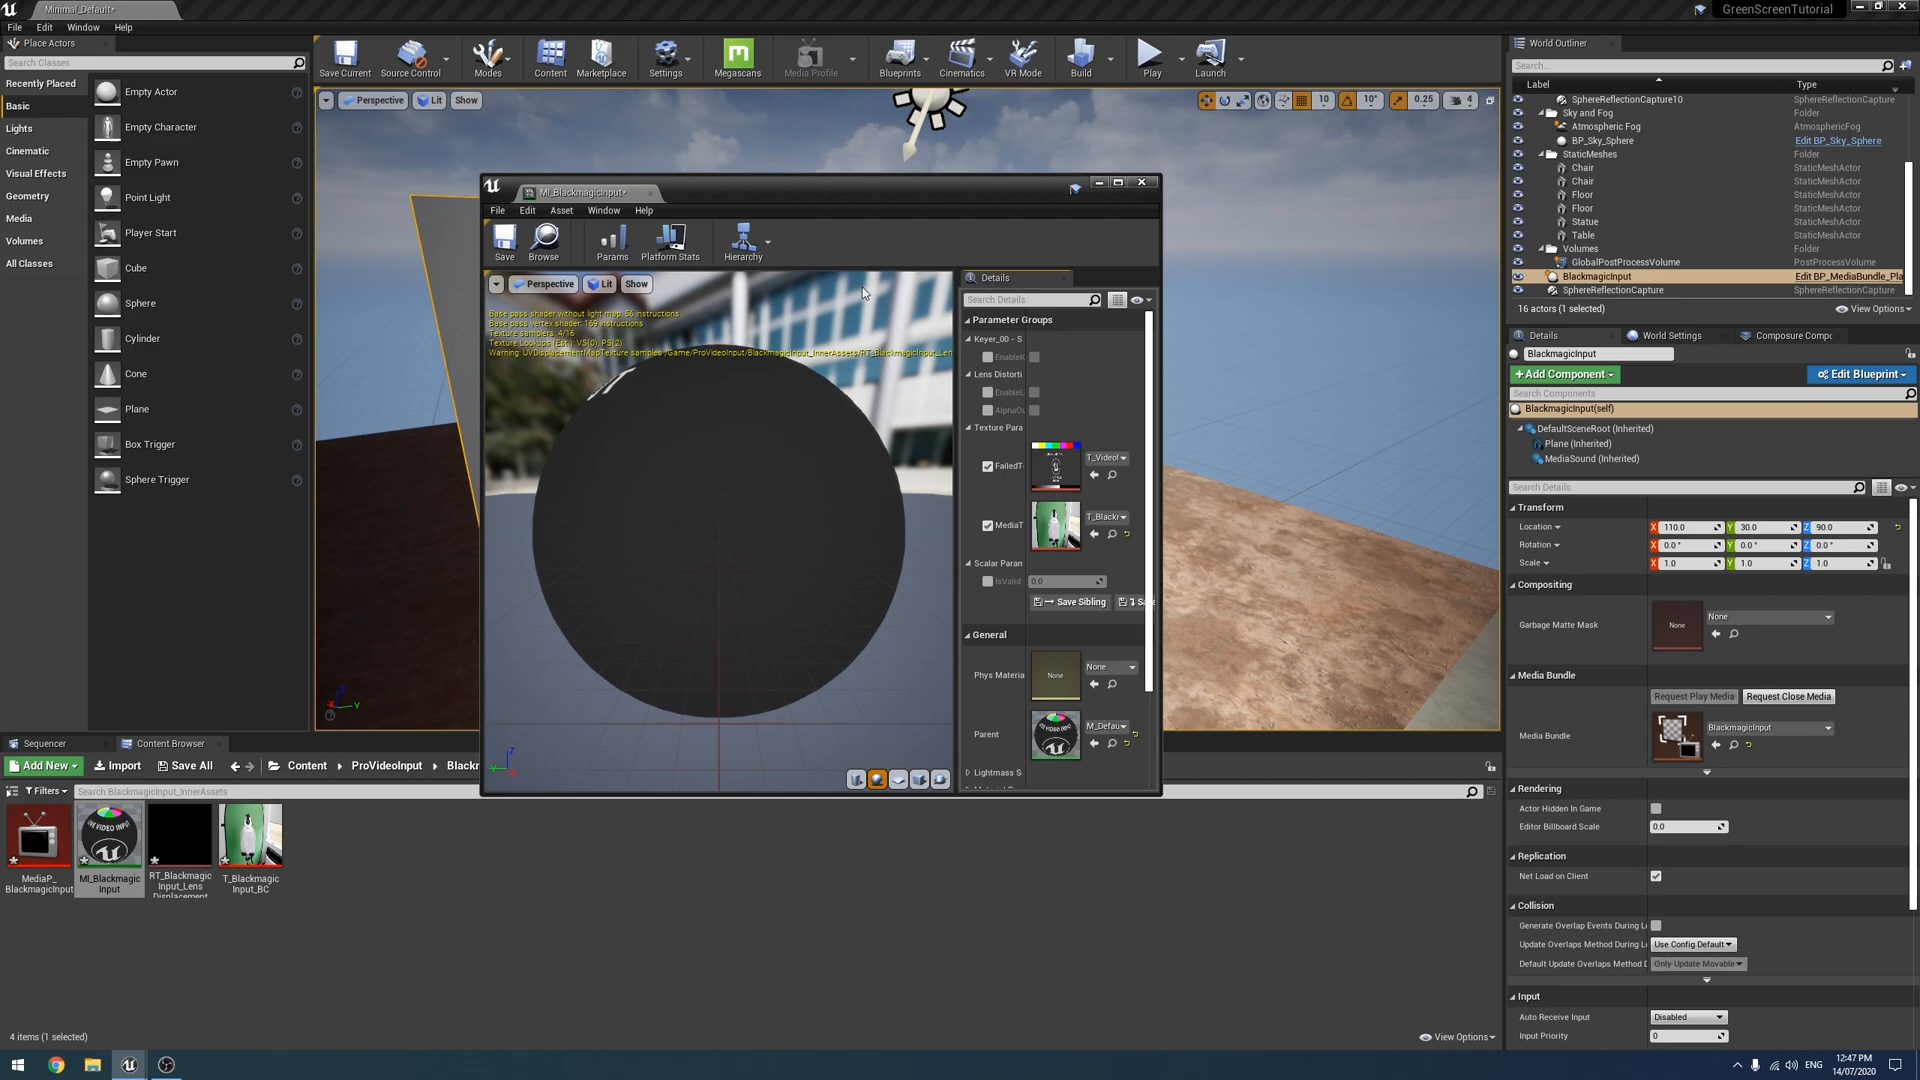 Minimal_Default*
GreenScreenTutorial
File Edit Window Help
Place Actors
Search Classes
Recently Placed
Basic
Lights
Cinematic
Visual Effects
Geometry
Media
Volumes
All Classes
Empty Actor
Empty Character
Empty Pawn
Point Light
Player Start
Cube
Sphere
Cylinder
Cone
Plane
Box Trigger
Sphere Trigger
Save Current
Source Control
Modes
Content
Marketplace
Settings
Megascans
Media Profile
Blueprints
Cinematics
VR Mode
Build
Play
Launch
Perspective Lit Show
10 10° 0.25 4
MI_BlackmagicInput*
File Edit Asset Window Help
Save Browse Params Platform Stats Hierarchy
Perspective Lit Show
Base pass shader without light map: 56 instructions
Base pass vertex shader: 169 instructions
Texture samplers: 4/16
Texture Lookups (Est.): VS(0), PS(2)
Warning: UVDisplacementMapTexture samples /Game/ProVideoInput/BlackmagicInput_InnerAssets/RT_BlackmagicInput_Len
Details
Search Details
Parameter Groups
Keyer_00 - S
EnableK
Lens Distorti
EnableL
AlphaOu
Texture Para
FailedT
T_Videol
MediaT
T_Blackr
Scalar Paran
IsValid 0.0
Save Sibling
General
Phys Materia
None
None
Parent
M_Defau
Lightmass S
World Outliner
Search...
Label Type
SphereReflectionCapture10 SphereReflectionCapture
Sky and Fog Folder
Atmospheric Fog AtmosphericFog
BP_Sky_Sphere Edit BP_Sky_Sphere
StaticMeshes Folder
Chair StaticMeshActor
Chair StaticMeshActor
Floor StaticMeshActor
Floor StaticMeshActor
Statue StaticMeshActor
Table StaticMeshActor
Volumes Folder
GlobalPostProcessVolume PostProcessVolume
BlackmagicInput Edit BP_MediaBundle_Pla
SphereReflectionCapture SphereReflectionCapture
16 actors (1 selected)
View Options
Details World Settings Composure Compo
BlackmagicInput
+Add Component
Edit Blueprint
Search Components
BlackmagicInput(self)
DefaultSceneRoot (Inherited)
Plane (Inherited)
MediaSound (Inherited)
Search Details
Transform
Location X 110.0 Y 30.0 Z 90.0
Rotation X 0.0 ° Y 0.0 ° Z 0.0 °
Scale X 1.0 Y 1.0 Z 1.0
Compositing
Garbage Matte Mask None None
Media Bundle
Request Play Media Request Close Media
Media Bundle BlackmagicInput
Rendering
Actor Hidden In Game
Editor Billboard Scale 0.0
Replication
Net Load on Client
Collision
Generate Overlap Events During L
Update Overlaps Method During L Use Config Default
Default Update Overlaps Method D Only Update Movable
Input
Auto Receive Input Disabled
Input Priority 0
Sequencer Content Browser
Add New Import Save All Content ProVideoInput Blackm
Filters Search BlackmagicInput_InnerAssets
LIVE VIDEO INPUT
MediaP_
BlackmagicInput
MI_Blackmagic
Input
RT_Blackmagic
Input_Lens
Displacement
T_Blackmagic
Input_BC
4 items (1 selected)
View Options
ENG
12:47 PM
14/07/2020